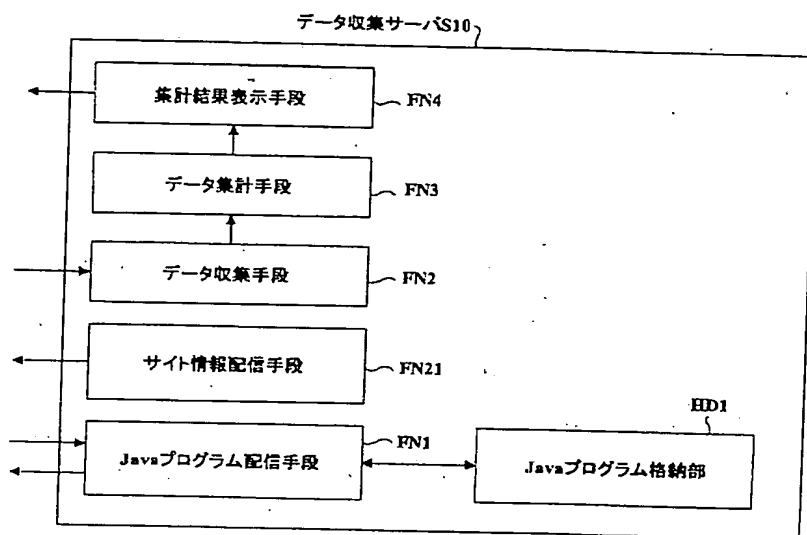 データ収集サーバS10
集計結果表示手段
FN4
データ集計手段
FN3
データ収集手段
FN2
サイト情報配信手段
FN21
Javaプログラム配信手段
FN1
HD1
Javaプログラム格納部